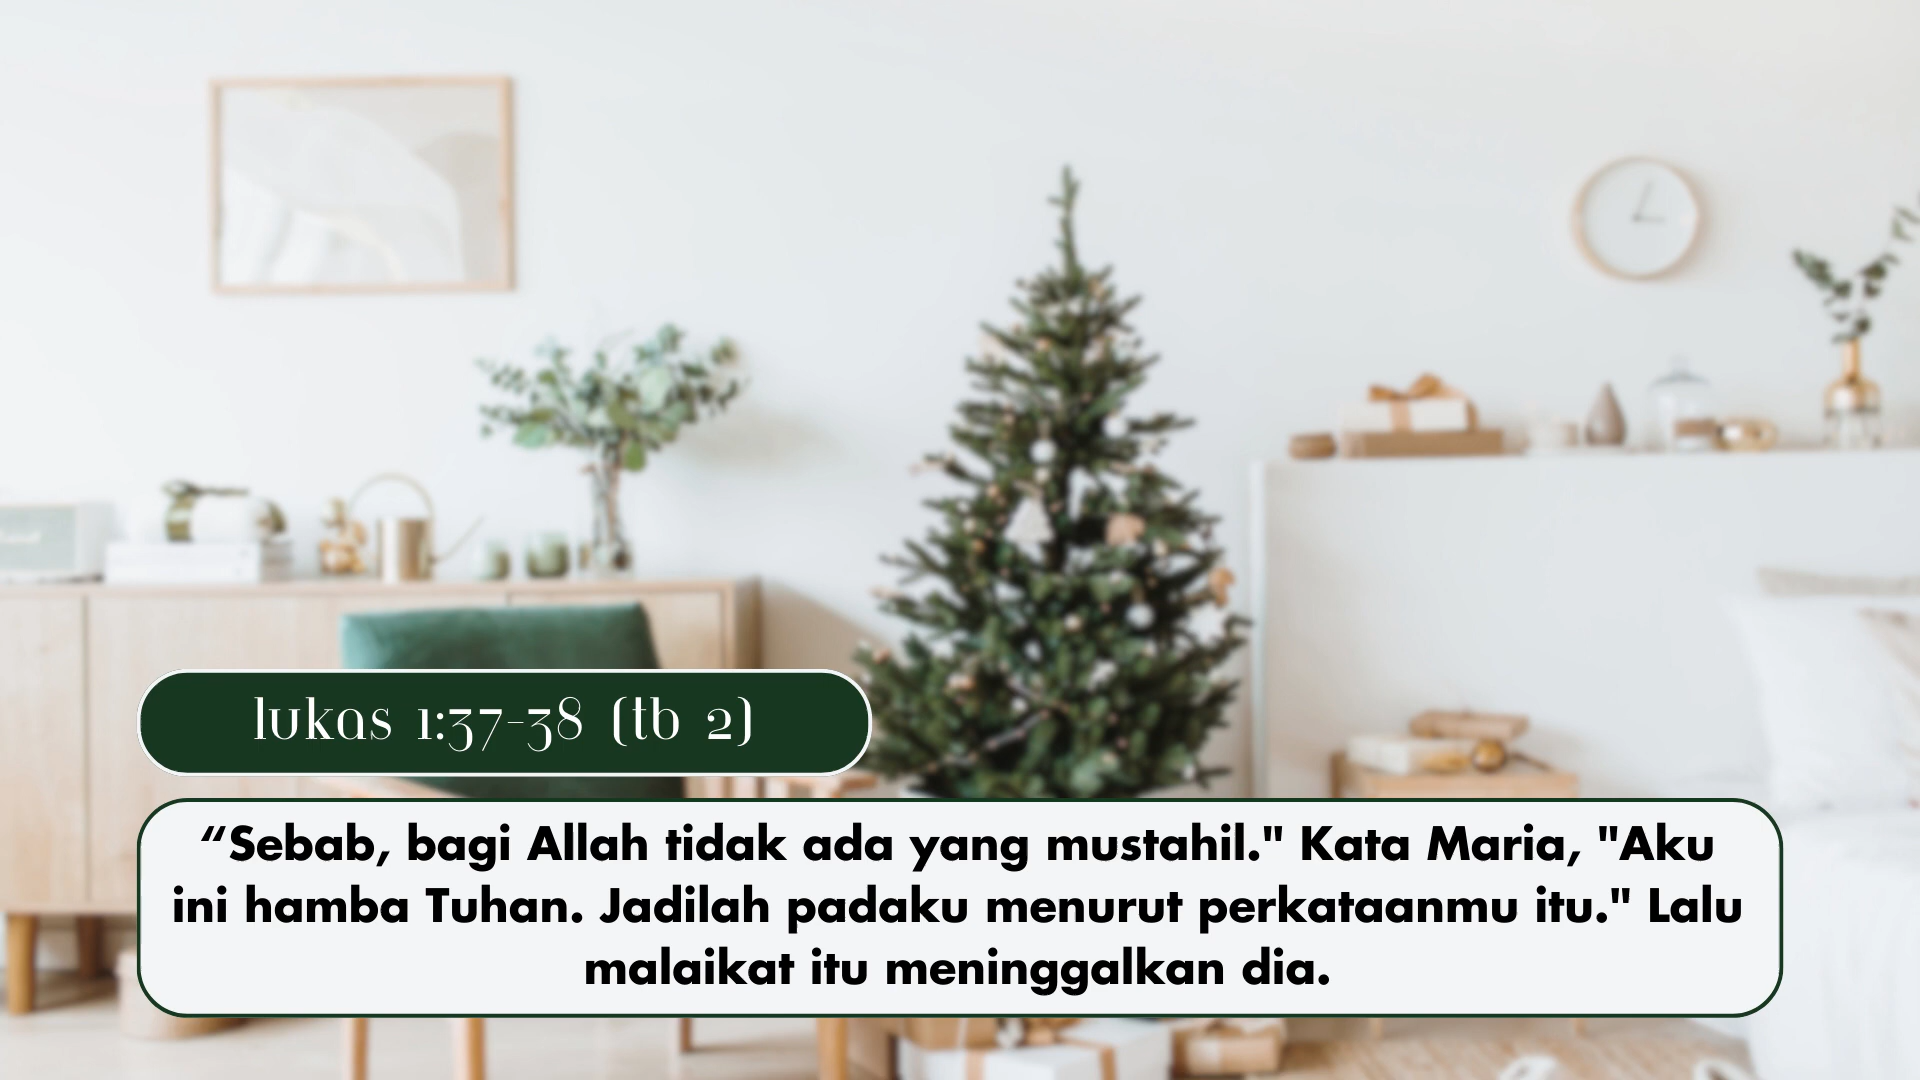 lukas 1:37-38 (tb 2)
“Sebab, bagi Allah tidak ada yang mustahil." Kata Maria, "Aku
ini hamba Tuhan. Jadilah padaku menurut perkataanmu itu." Lalu
malaikat itu meninggalkan dia.